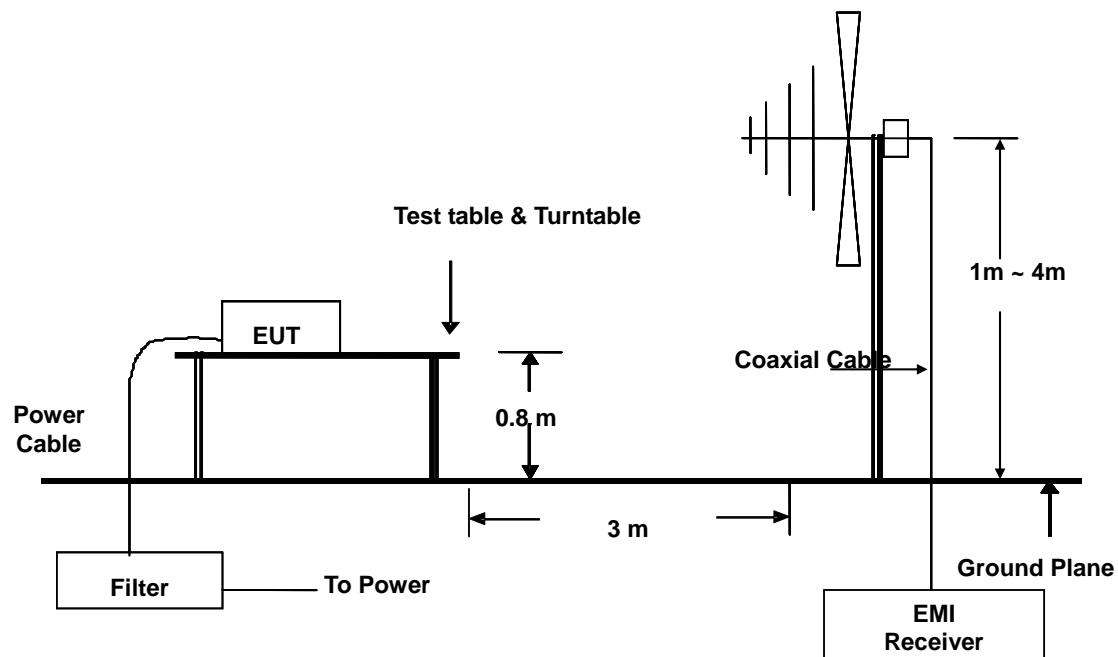 Test table & Turntable
1m ~ 4m
EUT
Coaxial Cable
0.8 m
Power
Cable
3 m
Filter
To Power
Ground Plane
EMI
Receiver